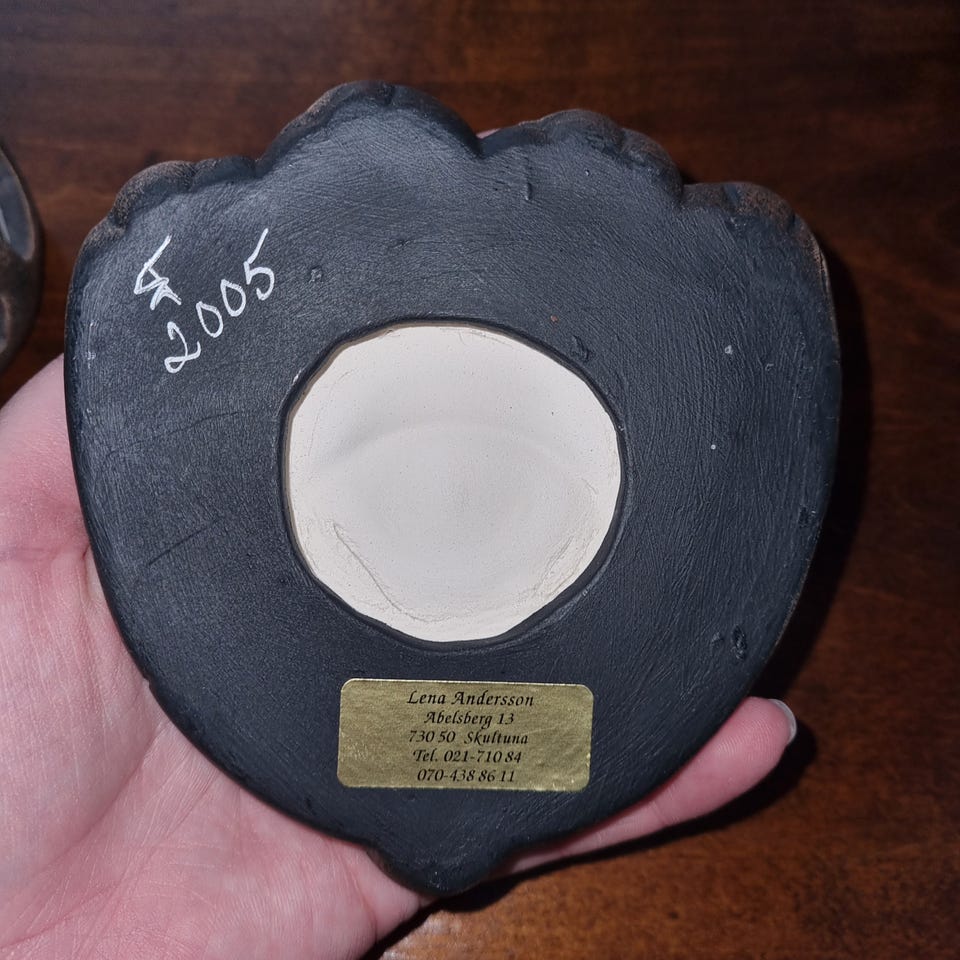 2005
Lena Andersson
Abelsberg 13
730 50 Skultuna
Tel. 021-710 84
070-438 86 11